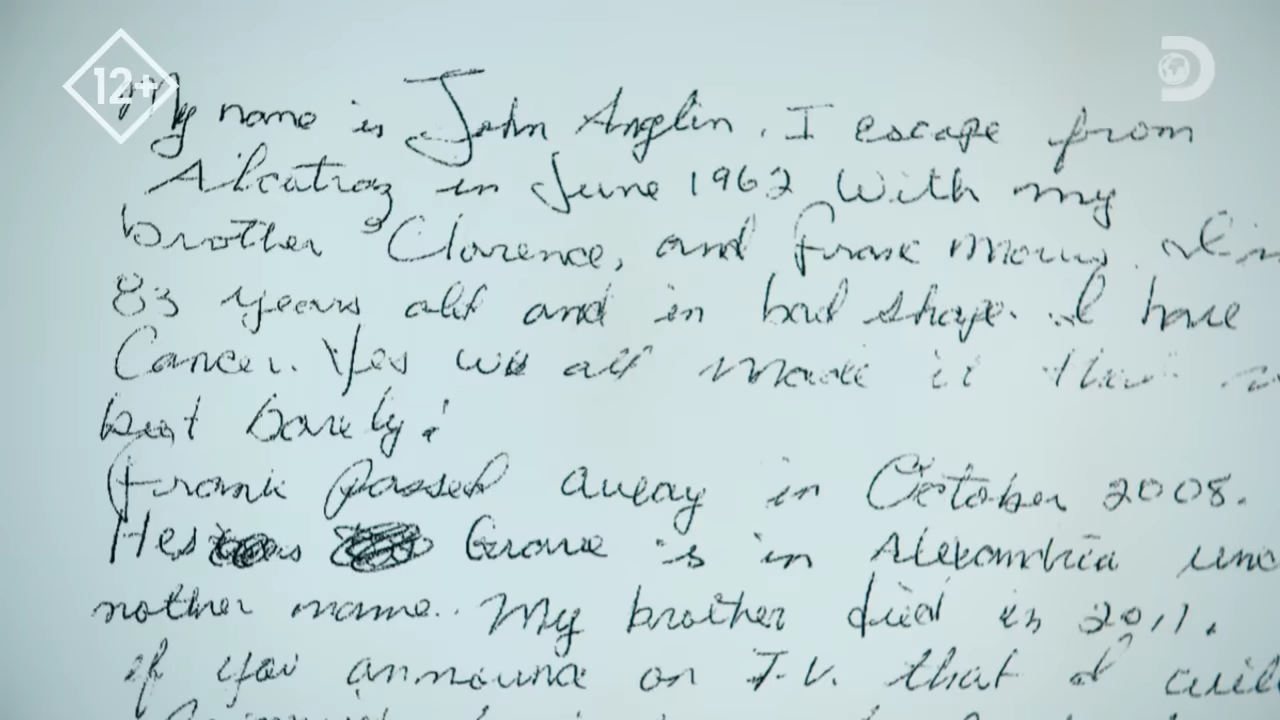 12+
My name is John Anglin. I escape from
Alcatraz in June 1962 with my
brother Clarence, and Frank Morris. I'm
83 years old and in bad shape. I have
Cancer. Yes we all made it
but barely!
Frank passed away in October 2008.
Hes Grave is in Alexandria
nother name. My brother died in 2011.
if you announce on T.V. that I